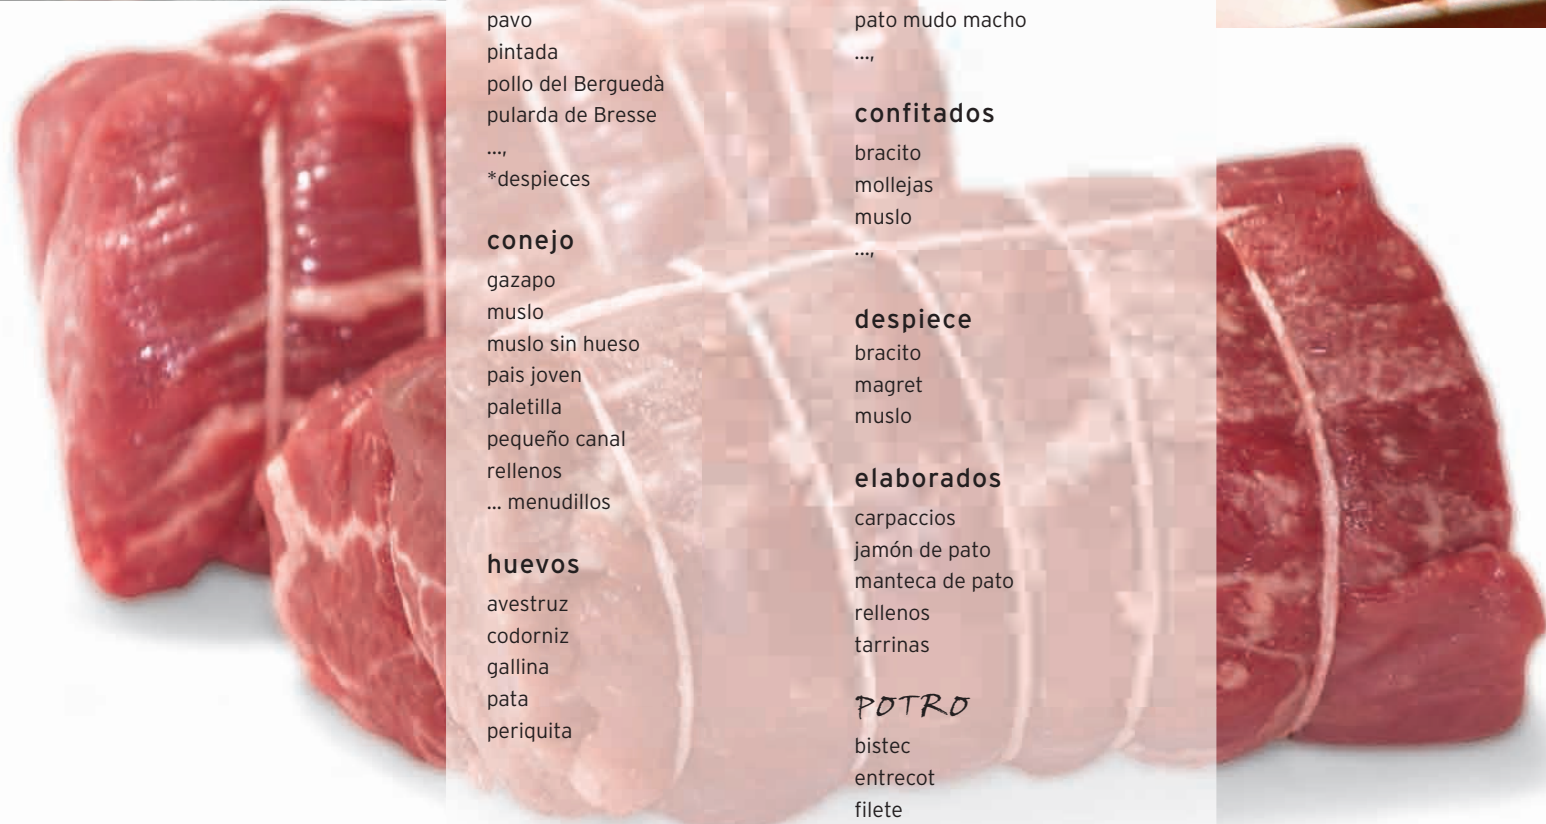 pavo
pintada
pollo del Berguedà
pularda de Bresse
...,
*despieces
conejo
gazapo
muslo
muslo sin hueso
pais joven
paletilla
pequeño canal
rellenos
... menudillos
huevos
avestruz
codorniz
gallina
pata
periquita
pato mudo macho
...,
confitados
bracito
mollejas
muslo
...,
despiece
bracito
magret
muslo
elaborados
carpaccios
jamón de pato
manteca de pato
rellenos
tarrinas
POTRO
bistec
entrecot
filete